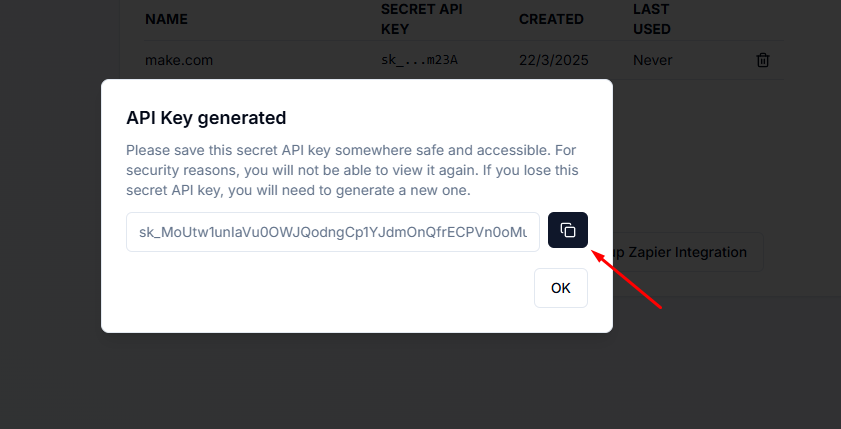 NAME
SECRET API KEY
CREATED
LAST USED
make.com
sk_...m23A
22/3/2025
Never
API Key generated
Please save this secret API key somewhere safe and accessible. For
security reasons, you will not be able to view it again. If you lose this
secret API key, you will need to generate a new one.
sk_MoUtw1unIaVu0OWJQodngCp1YJdmOnQfrECPVn0oMu
Zapier Integration
OK